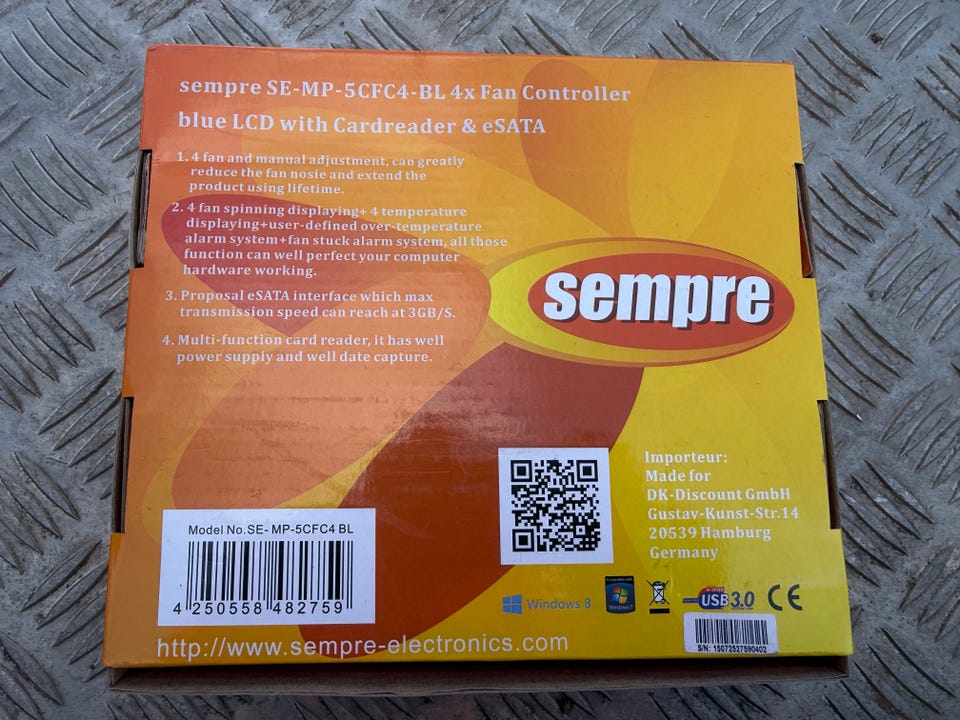 sempre SE-MP-5CFC4-BL 4x Fan Controller
blue LCD with Cardreader & eSATA
1. 4 fan and manual adjustment, can greatly
reduce the fan nosie and extend the
product using lifetime.
2. 4 fan spinning displaying+ 4 temperature
displaying+user-defined over-temperature
alarm system+fan stuck alarm system, all those
function can well perfect your computer
hardware working.
3. Proposal eSATA interface which max
transmission speed can reach at 3GB/S.
4. Multi-function card reader, it has well
power supply and well date capture.
sempre
Importeur:
Made for
DK-Discount GmbH
Gustav-Kunst-Str.14
20539 Hamburg
Germany
Model No.SE- MP-5CFC4 BL
4 250558 482759
Windows 8
Compatible with
Windows 7
USB 3.0
CE
S/N: 15072527590402
http://www.sempre-electronics.com